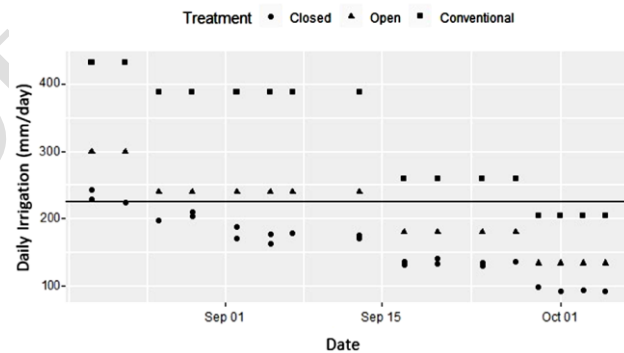 Treatment Closed Open Conventional
400
300
200
100
Daily Irrigation (mm/day)
Sep 01 Sep 15 Oct 01
Date